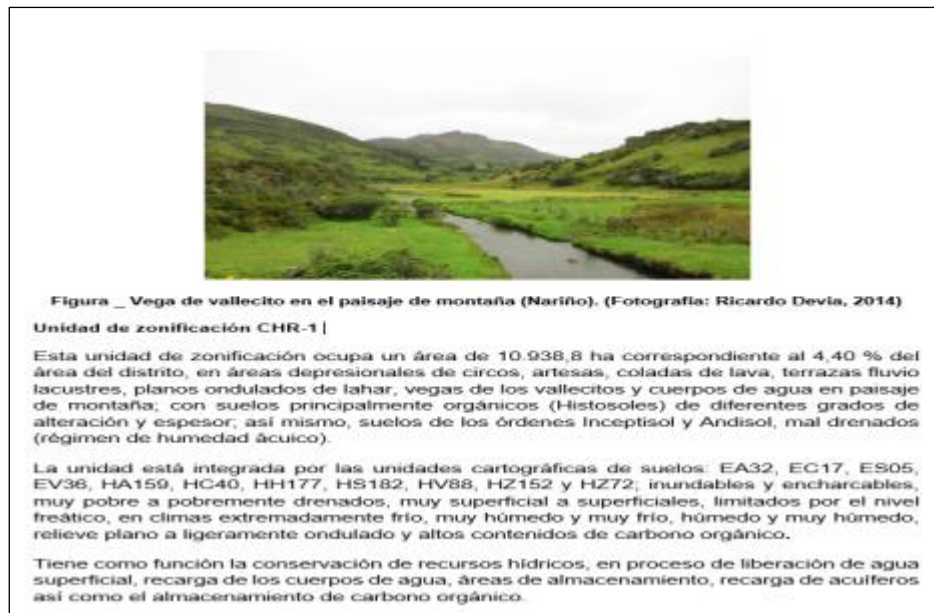 Figura _ Vega de vallecito en el paisaje de montaña (Nariño). (Fotografía: Ricardo Devia, 2014)
Unidad de zonificación CHR-1
Esta unidad de zonificación ocupa un área de 10.938,8 ha correspondiente al 4,40 % del
área del distrito, en áreas depresionales de circos, artesas, coladas de lava, terrazas fluvio
lacustres, planos ondulados de lahar, vegas de los vallecitos y cuerpos de agua en paisaje
de montaña; con suelos principalmente orgánicos (Histosoles) de diferentes grados de
alteración y espesor; así mismo, suelos de los órdenes Inceptisol y Andisol, mal drenados
(régimen de humedad ácuico).
La unidad está integrada por las unidades cartográficas de suelos: EA32, EC17, ES05,
EV36, HA159, HC40, HH177, HS182, HV88, HZ152 y HZ72; inundables y encharcables,
muy pobre a pobremente drenados, muy superficial a superficiales, limitados por el nivel
freático, en climas extremadamente frío, muy húmedo y muy frío, húmedo y muy húmedo,
relieve plano a ligeramente ondulado y altos contenidos de carbono orgánico.
Tiene como función la conservación de recursos hídricos, en proceso de liberación de agua
superficial, recarga de los cuerpos de agua, áreas de almacenamiento, recarga de acuíferos
así como el almacenamiento de carbono orgánico.